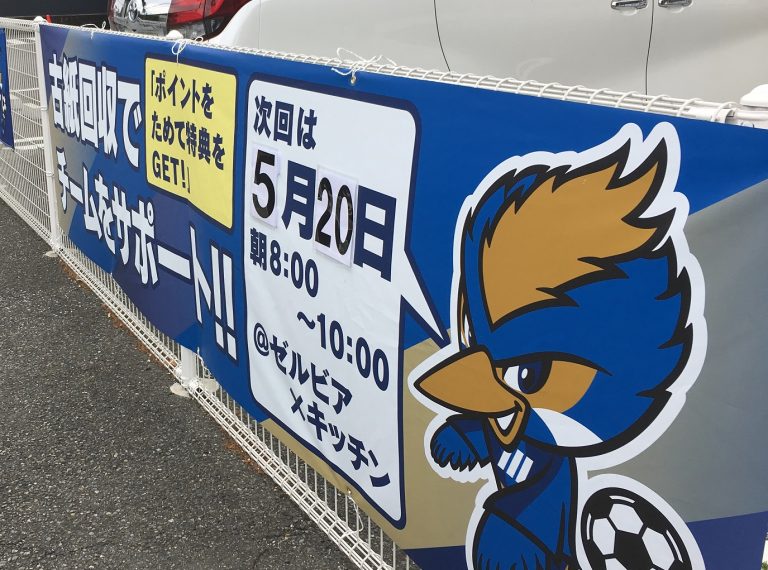 古紙回収で
チームをサポート!!
「ポイントを
ためて特典を
GET!」
次回は
5月20日
朝8:00
～10:00
@ゼルビア
×キッチン